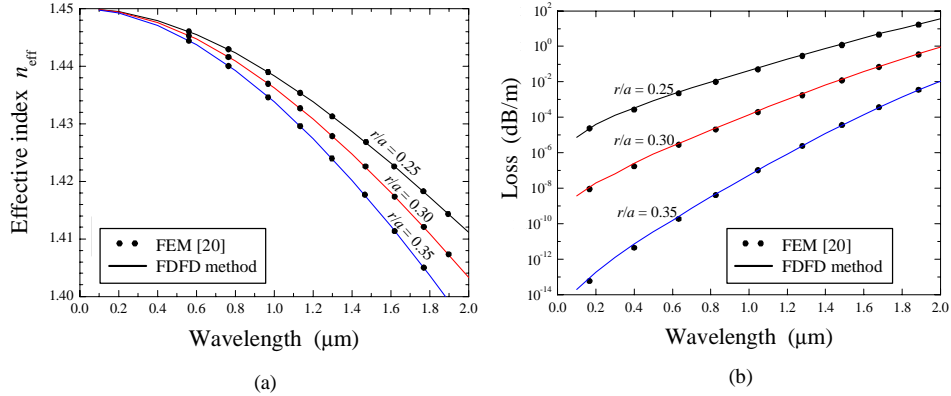 Effective index n_eff
1.45
1.44
1.43
1.42
1.41
1.40
0.0 0.2 0.4 0.6 0.8 1.0 1.2 1.4 1.6 1.8 2.0
Wavelength (μm)
r/a = 0.25
r/a = 0.30
r/a = 0.35
FEM [20]
FDFD method
(a)
Loss (dB/m)
10^2
10^0
10^-2
10^-4
10^-6
10^-8
10^-10
10^-12
10^-14
0.0 0.2 0.4 0.6 0.8 1.0 1.2 1.4 1.6 1.8 2.0
Wavelength (μm)
r/a = 0.25
r/a = 0.30
r/a = 0.35
FEM [20]
FDFD method
(b)